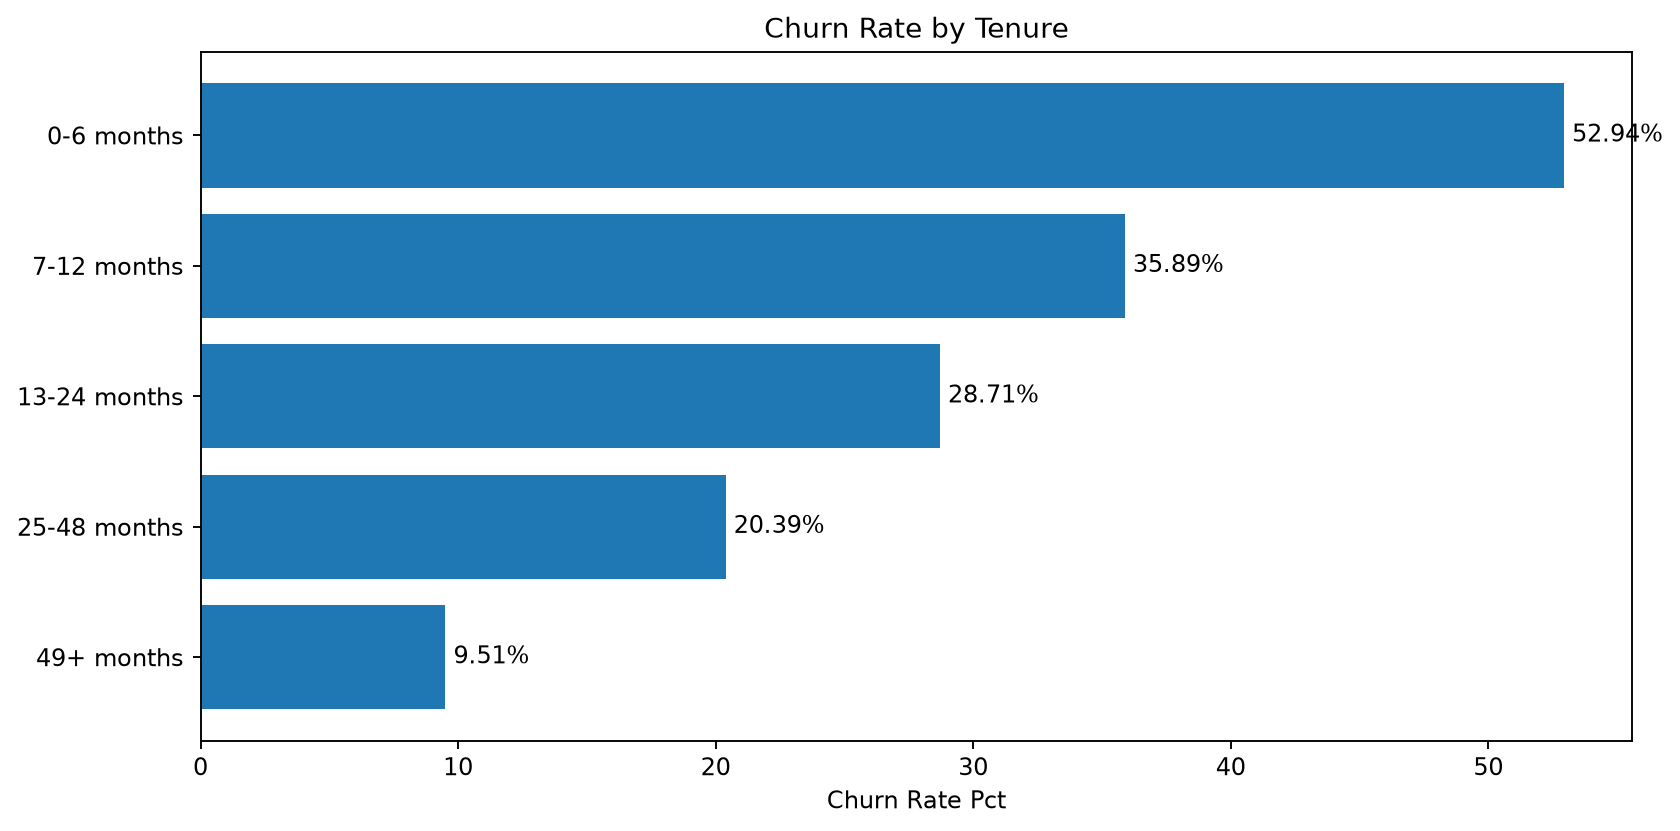 Churn Rate by Tenure
0-6 months 52.94%
7-12 months 35.89%
13-24 months 28.71%
25-48 months 20.39%
49+ months 9.51%
0 10 20 30 40 50
Churn Rate Pct